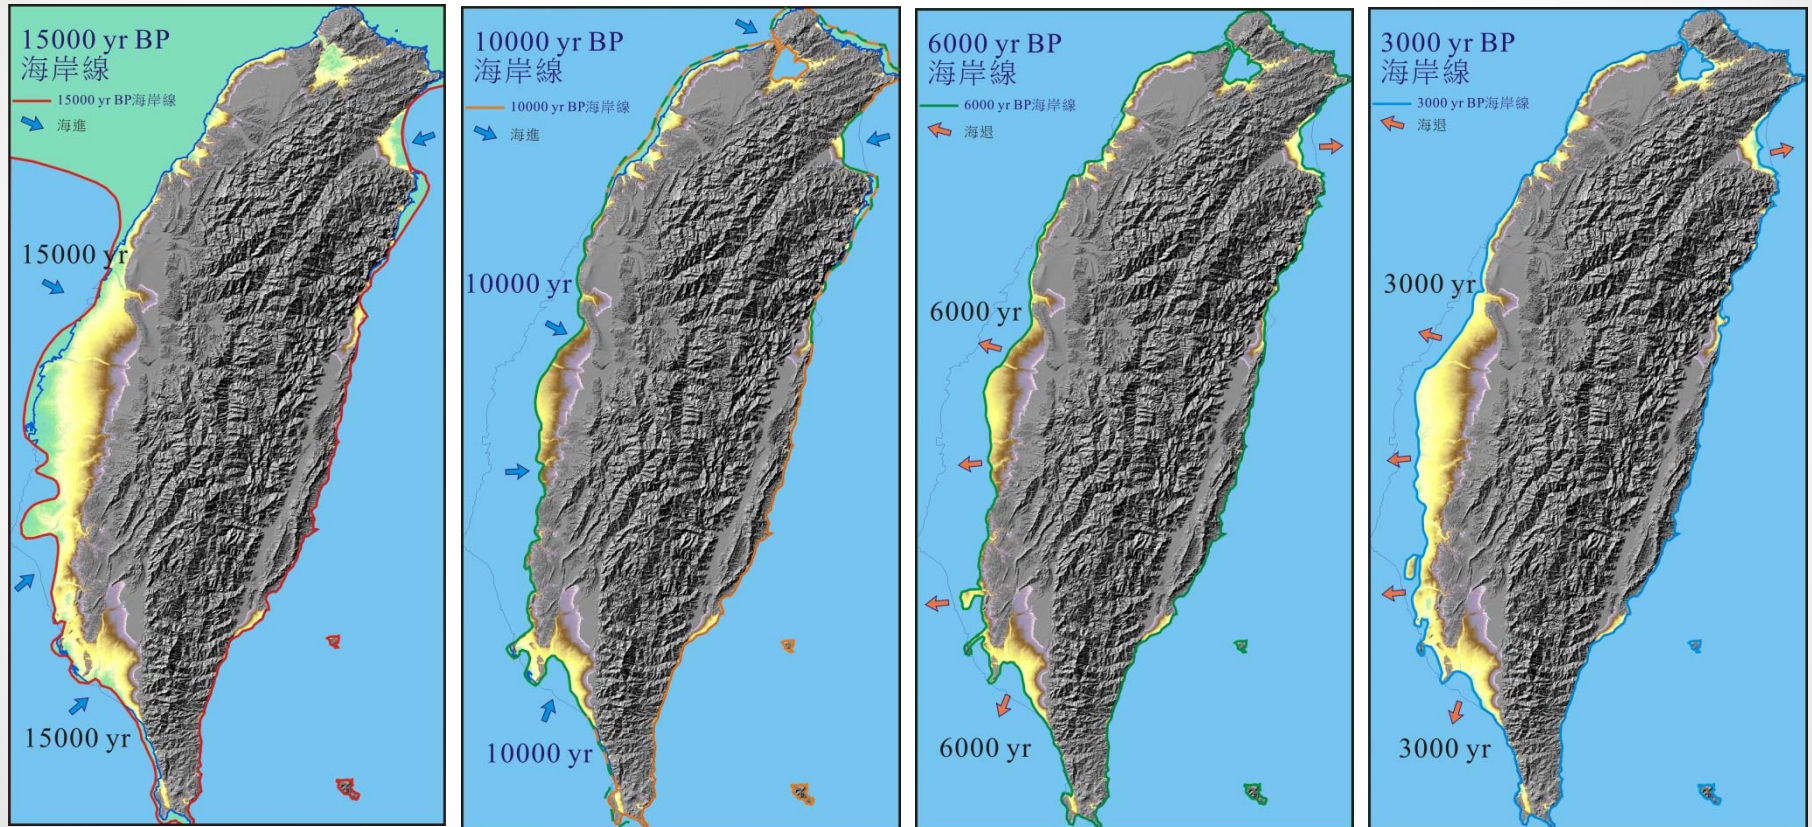 15000 yr BP
海岸線
15000 yr BP海岸線
海進
15000 yr
15000 yr
10000 yr BP
海岸線
10000 yr BP海岸線
海進
10000 yr
10000 yr
6000 yr BP
海岸線
6000 yr BP海岸線
海退
6000 yr
6000 yr
3000 yr BP
海岸線
3000 yr BP海岸線
海退
3000 yr
3000 yr